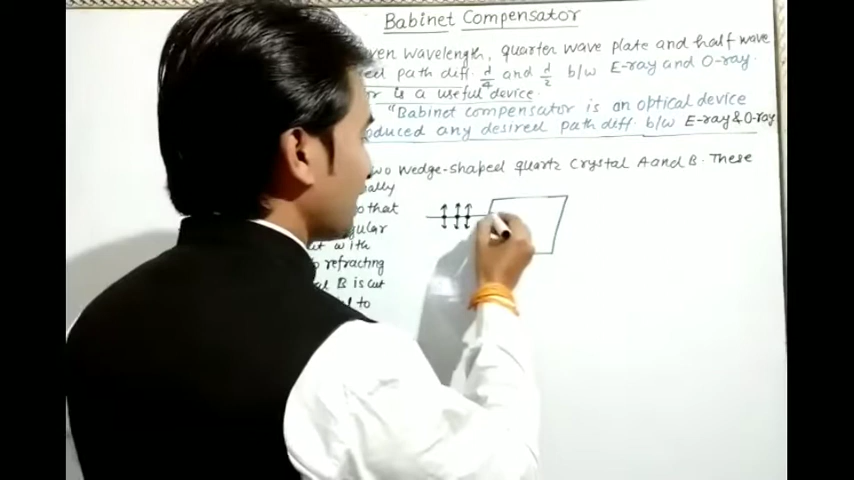 Babinet Compensator
ven wavelength, quarter wave plate and half wave
path diff. λ/4 and λ/2 b/w E-ray and O-ray.
is a useful device.
"Babinet compensator is an optical device
oduced any desired path diff. b/w E-ray & O-ray
wo wedge-shaped quartz Crystal A and B. These
ally
o that
gular
ut with
refracting
B is cut
to